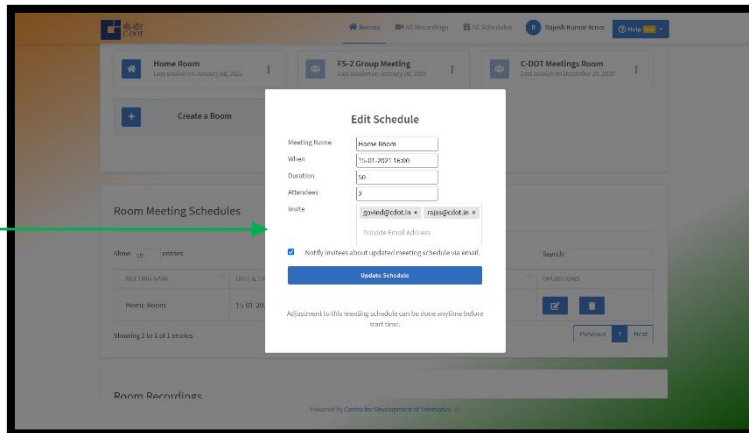 सी-डॉट
C-DOT
Rooms
All Recordings
All Schedules
R
Rajesh Kumar
Help
Home Room
Last session on January 08, 2021
FS-2 Group Meeting
Last session on January 06, 2021
C-DOT Meetings Room
Last session on December 29, 2020
Create a Room
Edit Schedule
Meeting Name
Home Room
When
15-01-2021 16:00
Duration
50
Attendees
2
Invite
govind@cdot.in ×
rajas@cdot.in ×
Provide Email Address
Notify invitees about updated meeting schedule via email.
Update Schedule
Adjustment to this meeting schedule can be done anytime before
start time.
Room Meeting Schedules
Show 10 entries
Search:
MEETING NAME
DATE & 
OPERATIONS
Home Room
15-01-20
Showing 1 to 1 of 1 entries
Previous
1
Next
Room Recordings
Powered by Centre for Development of Telematics.